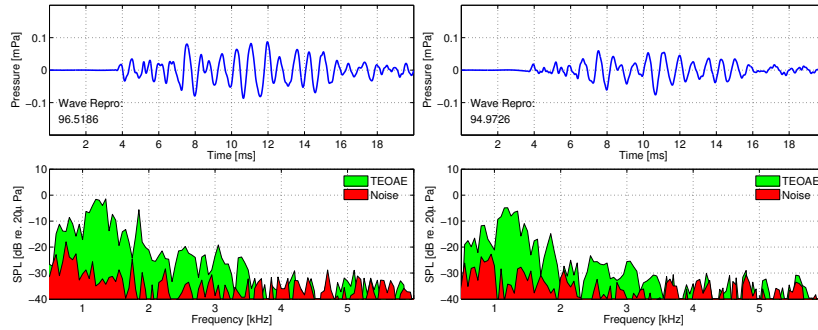 Pressure [mPa]
0.1
0
−0.1
Wave Repro:
96.5186
2 4 6 8 10 12 14 16 18
Time [ms]
Pressure [mPa]
0.1
0
−0.1
Wave Repro:
94.9726
2 4 6 8 10 12 14 16 18
Time [ms]
SPL [dB re. 20μ Pa]
10
0
−10
−20
−30
−40
TEOAE
Noise
1 2 3 4 5
Frequency [kHz]
SPL [dB re. 20μ Pa]
10
0
−10
−20
−30
−40
TEOAE
Noise
1 2 3 4 5
Frequency [kHz]